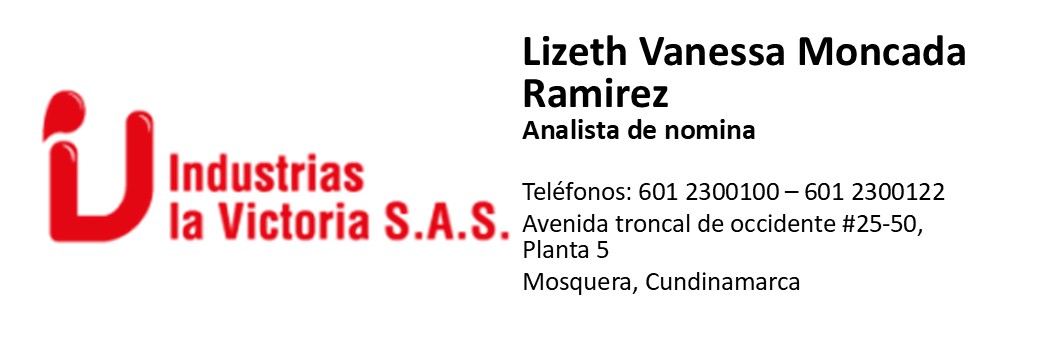 Industrias
la Victoria S.A.S.
Lizeth Vanessa Moncada
Ramirez
Analista de nomina
Teléfonos: 601 2300100 – 601 2300122
Avenida troncal de occidente #25-50,
Planta 5
Mosquera, Cundinamarca